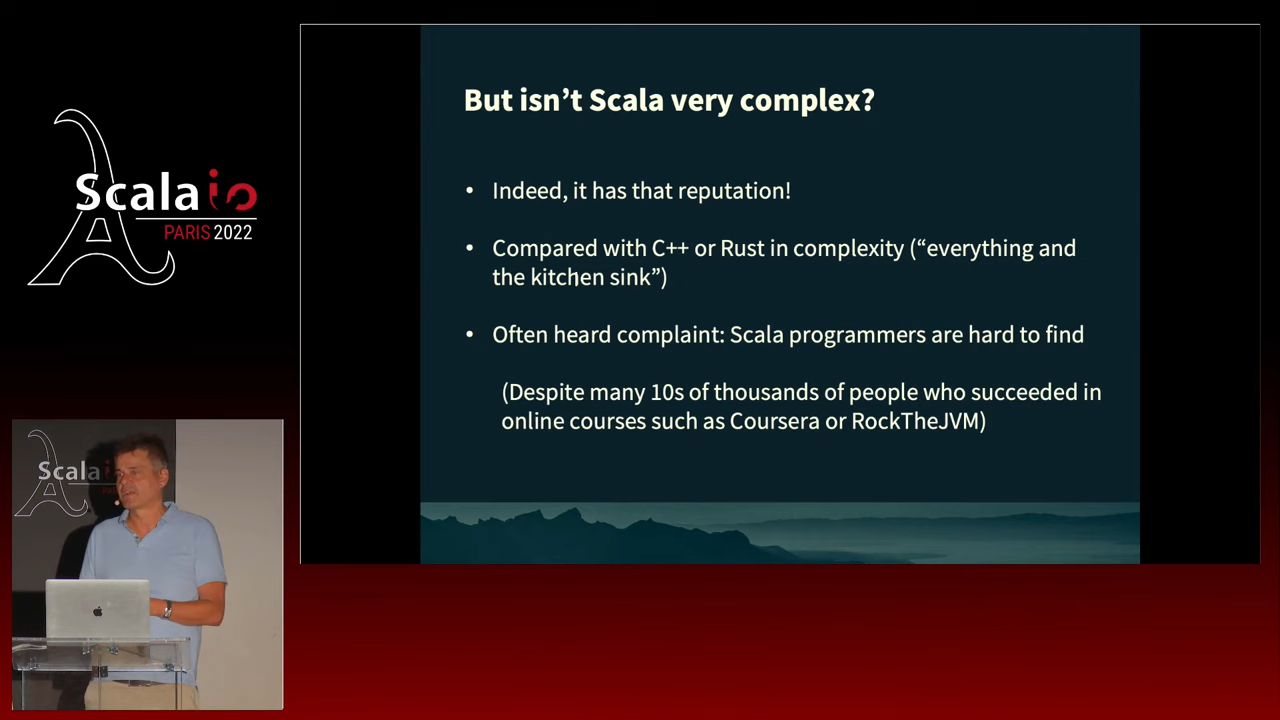 Scala io
PARIS 2022
But isn’t Scala very complex?
• Indeed, it has that reputation!
• Compared with C++ or Rust in complexity (“everything and
the kitchen sink”)
• Often heard complaint: Scala programmers are hard to find
(Despite many 10s of thousands of people who succeeded in
online courses such as Coursera or RockTheJVM)
Scala